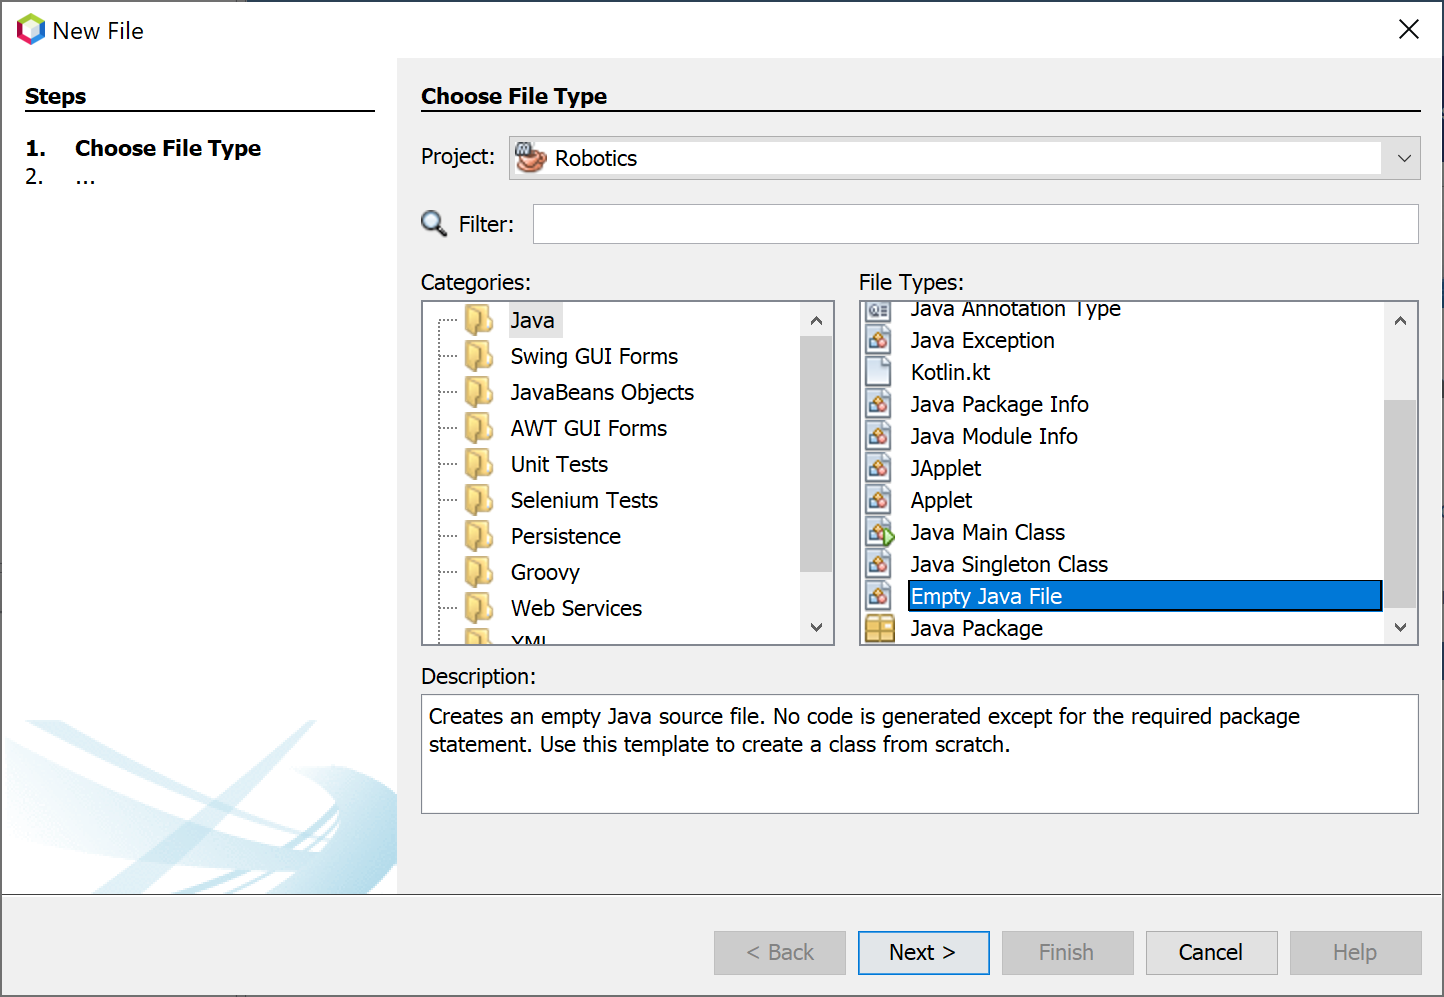 New File
Steps
1. Choose File Type
2. ...
Choose File Type
Project: Robotics
Filter:
Categories:
Java
Swing GUI Forms
JavaBeans Objects
AWT GUI Forms
Unit Tests
Selenium Tests
Persistence
Groovy
Web Services
XML
File Types:
Java Annotation Type
Java Exception
Kotlin.kt
Java Package Info
Java Module Info
JApplet
Applet
Java Main Class
Java Singleton Class
Empty Java File
Java Package
Description:
Creates an empty Java source file. No code is generated except for the required package
statement. Use this template to create a class from scratch.
< Back
Next >
Finish
Cancel
Help